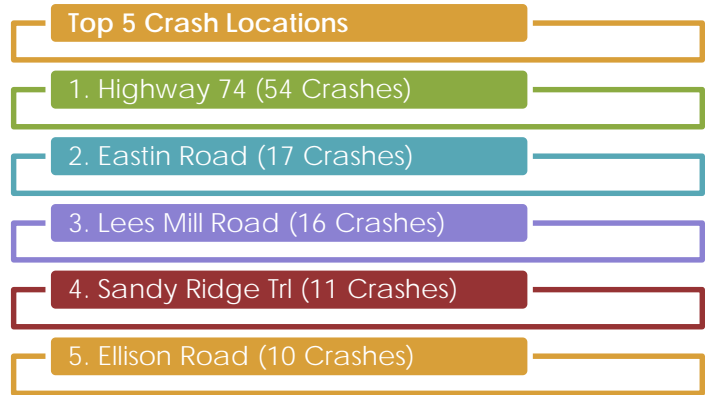 Top 5 Crash Locations
1. Highway 74 (54 Crashes)
2. Eastin Road (17 Crashes)
3. Lees Mill Road (16 Crashes)
4. Sandy Ridge Trl (11 Crashes)
5. Ellison Road (10 Crashes)